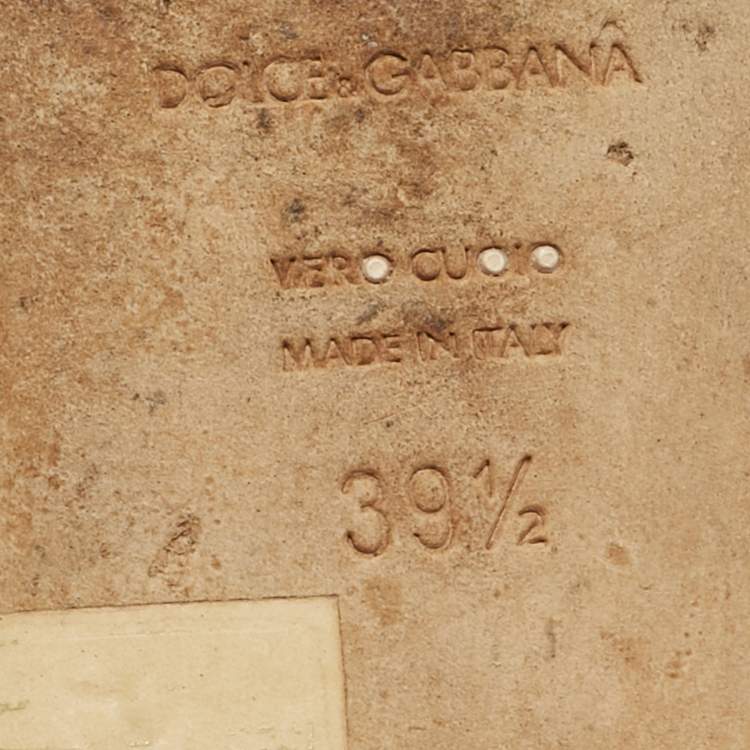 DOLCE & GABBANA
VERO CUOIO
MADE IN ITALY
39½